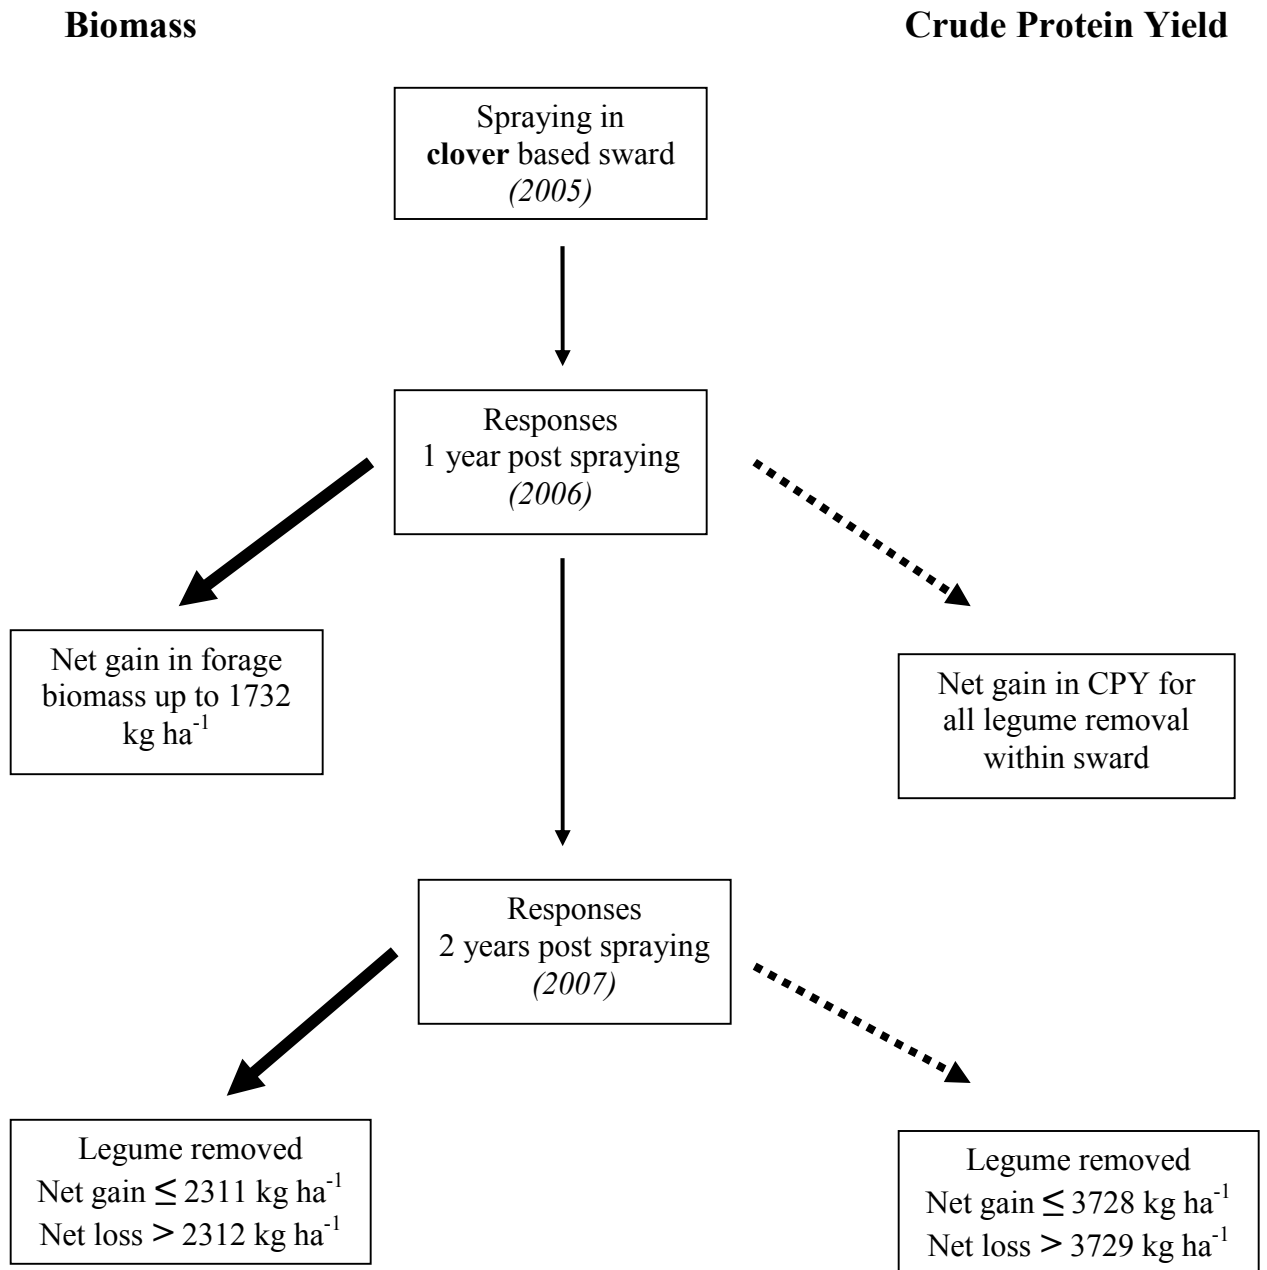 Biomass
Crude Protein Yield
Spraying in
clover based sward
(2005)
Responses
1 year post spraying
(2006)
Net gain in forage
biomass up to 1732
kg ha-1
Net gain in CPY for
all legume removal
within sward
Responses
2 years post spraying
(2007)
Legume removed
Net gain ≤ 2311 kg ha-1
Net loss > 2312 kg ha-1
Legume removed
Net gain ≤ 3728 kg ha-1
Net loss > 3729 kg ha-1